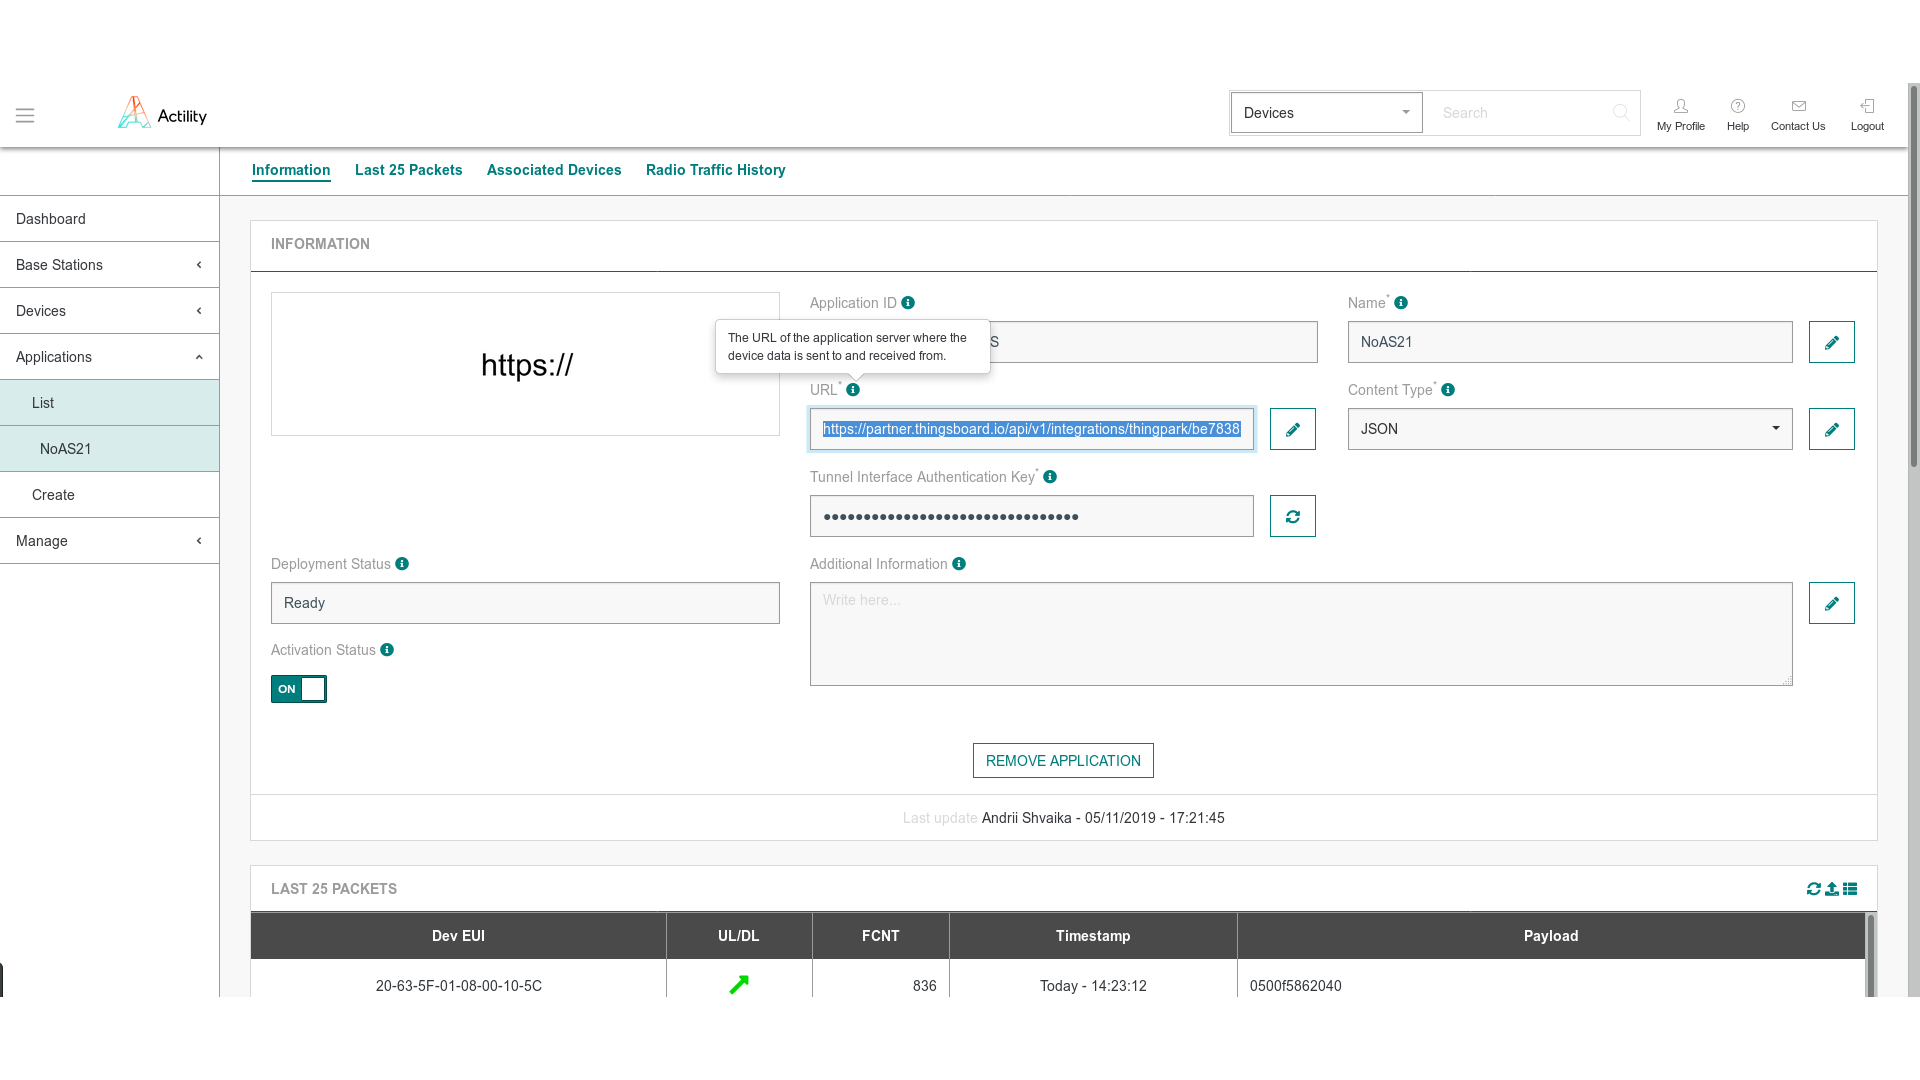 Actility
Devices
Search
My Profile
Help
Contact Us
Logout
Information
Last 25 Packets
Associated Devices
Radio Traffic History
Dashboard
Base Stations
Devices
Applications
List
NoAS21
Create
Manage
INFORMATION
https://
Application ID
S
Name*
NoAS21
The URL of the application server where the
device data is sent to and received from.
URL*
https://partner.thingsboard.io/api/v1/integrations/thingpark/be7838
Content Type*
JSON
Tunnel Interface Authentication Key*
••••••••••••••••••••••••••••••••
Deployment Status
Ready
Additional Information
Write here...
Activation Status
ON
REMOVE APPLICATION
Last update Andrii Shvaika - 05/11/2019 - 17:21:45
LAST 25 PACKETS
Dev EUI UL/DL FCNT Timestamp Payload
20-63-5F-01-08-00-10-5C 836 Today - 14:23:12 0500f5862040